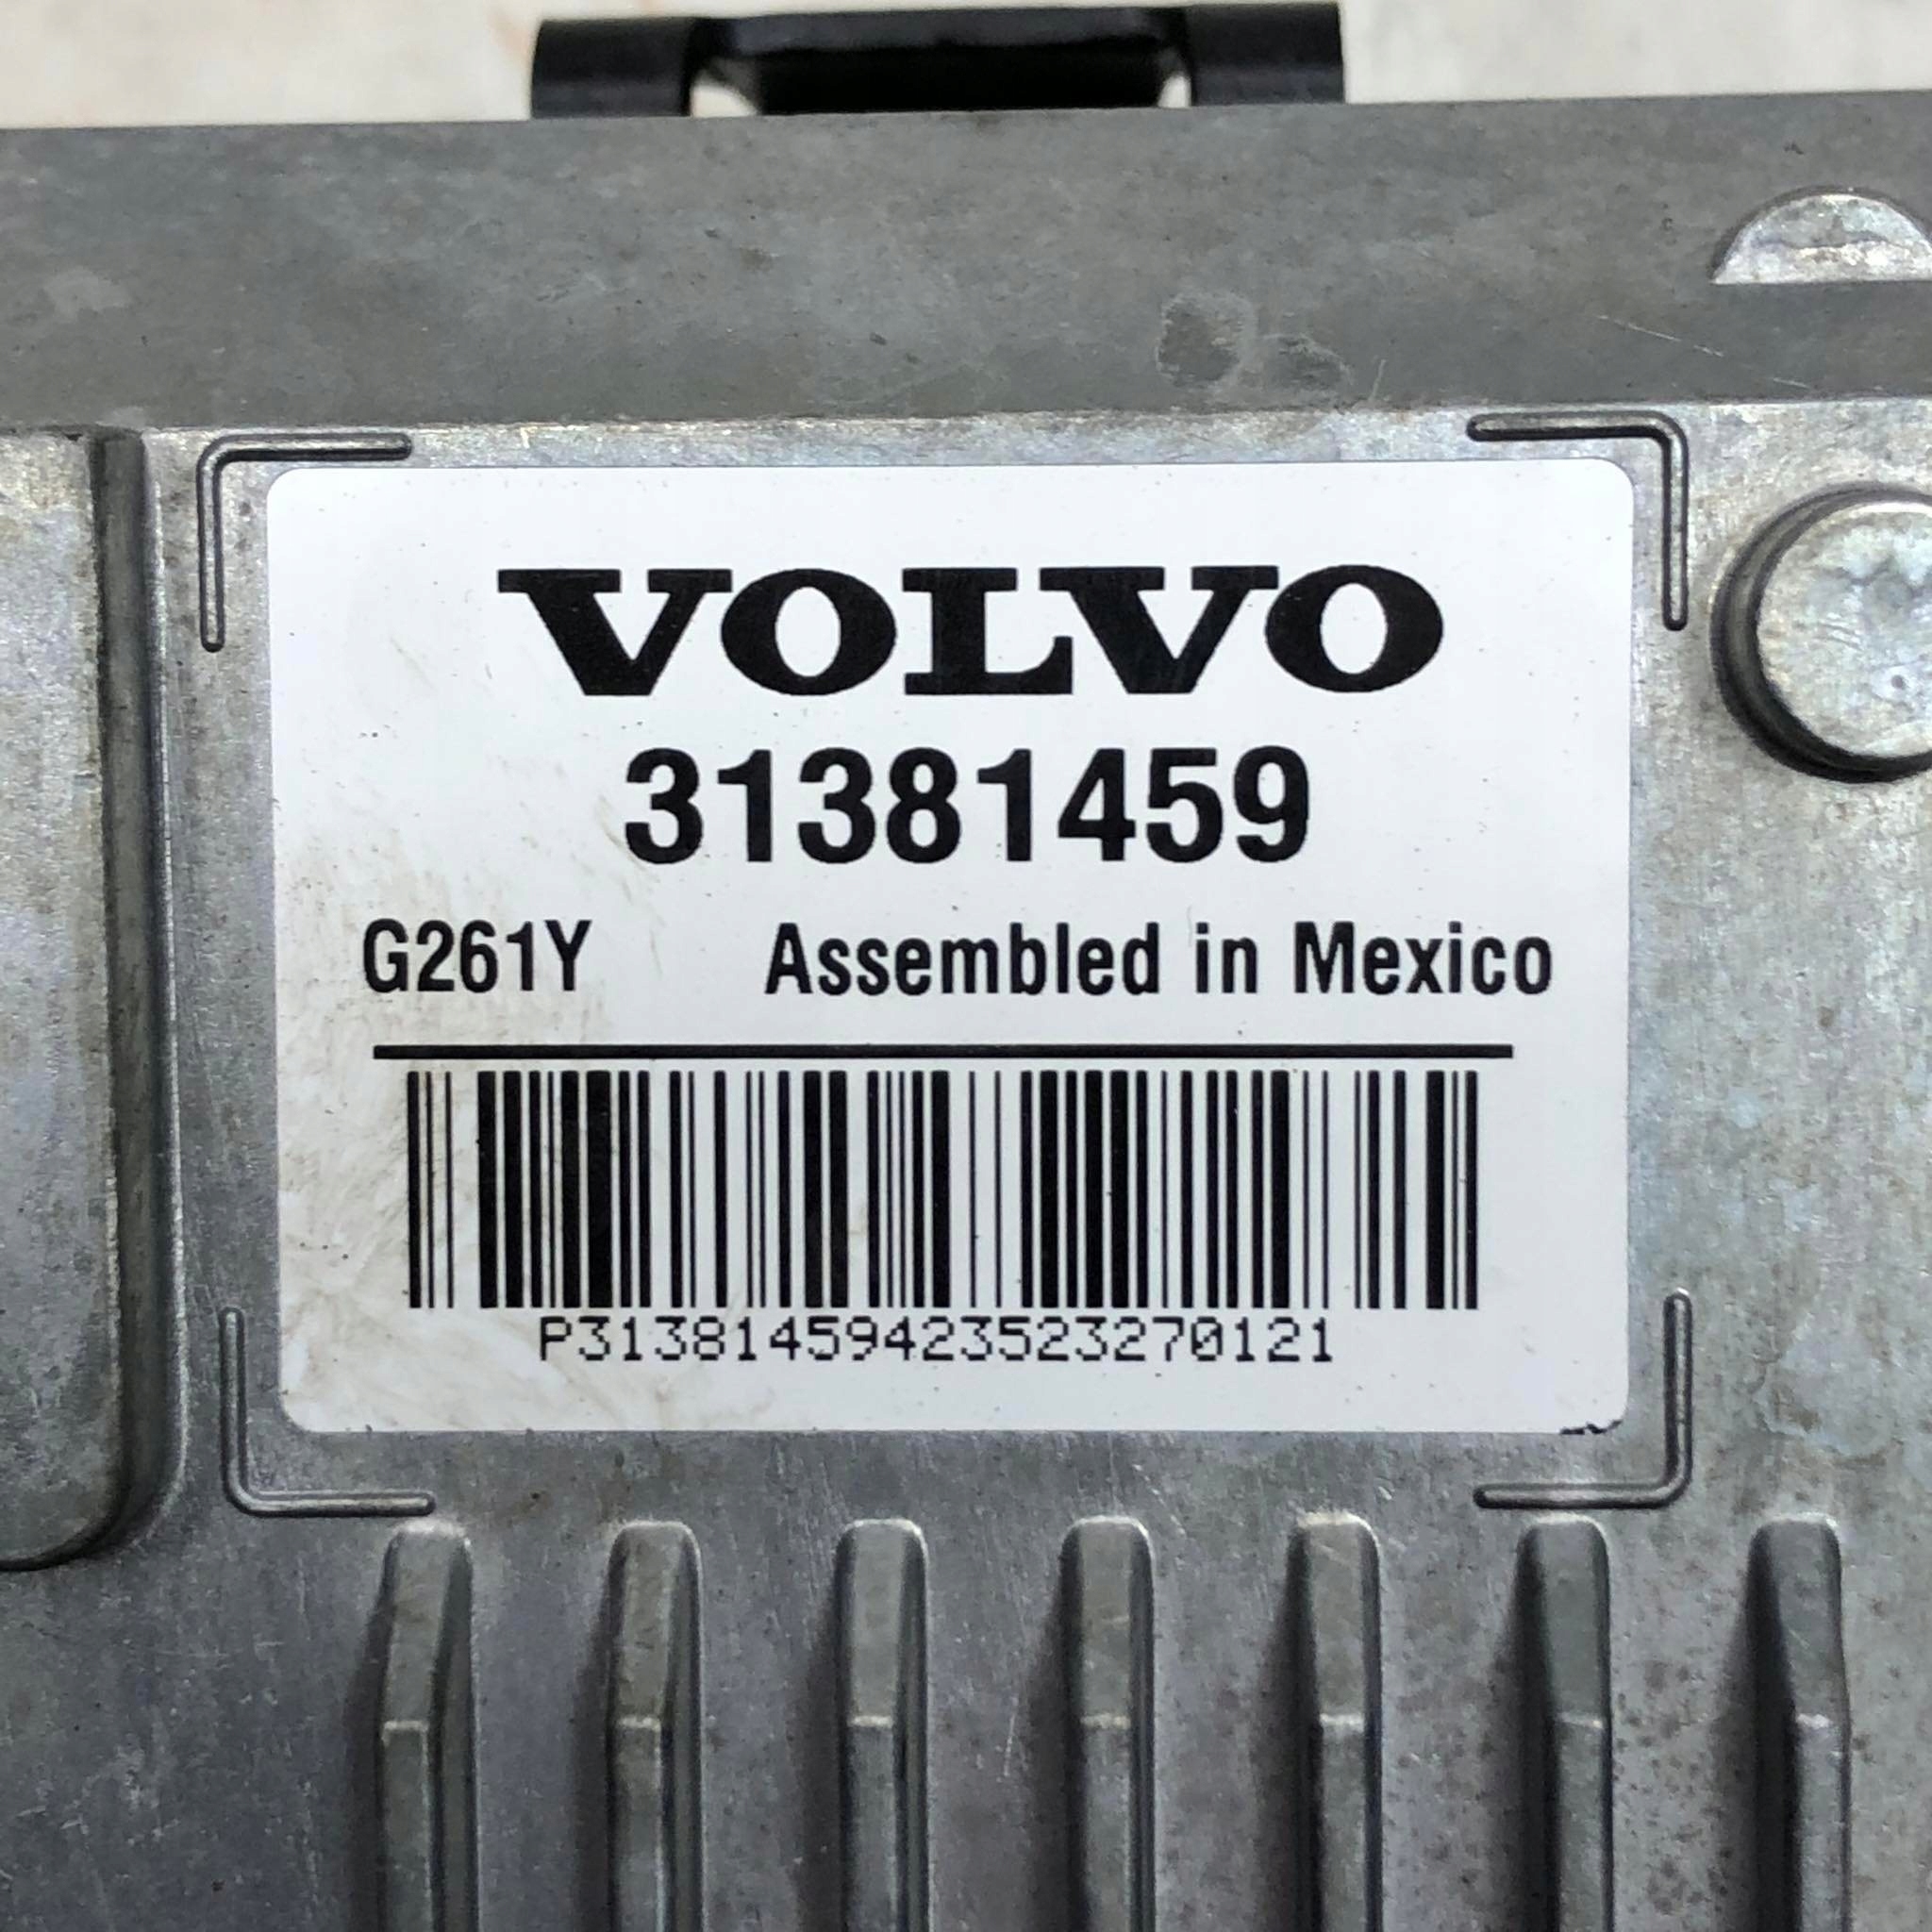 VOLVO
31381459
G261Y Assembled in Mexico
P31381459423523270121